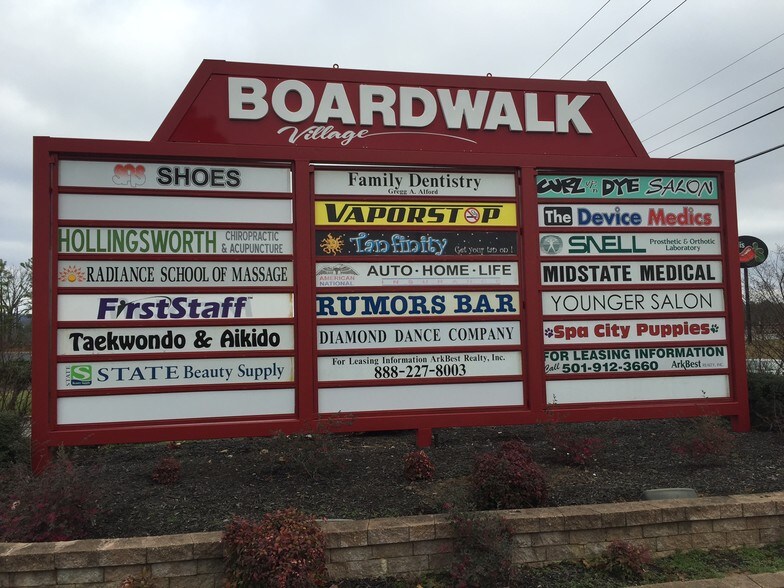 BOARDWALK
Village
SAS SHOES
HOLLINGSWORTH CHIROPRACTIC & ACUPUNCTURE
RADIANCE SCHOOL OF MASSAGE
FirstStaff
Taekwondo & Aikido
S STATE Beauty Supply
Family Dentistry
Gregg A. Alford
VAPORSTOP
Tanfinity Get your tan on!
AMERICAN NATIONAL AUTO · HOME · LIFE
INSURANCE
RUMORS BAR
DIAMOND DANCE COMPANY
For Leasing Information ArkBest Realty, Inc.
888-227-8003
CURL UP & DYE SALON
The Device Medics
SNELL Prosthetic & Orthotic Laboratory
MIDSTATE MEDICAL
YOUNGER SALON
Spa City Puppies
FOR LEASING INFORMATION
Call 501-912-3660 ArkBest